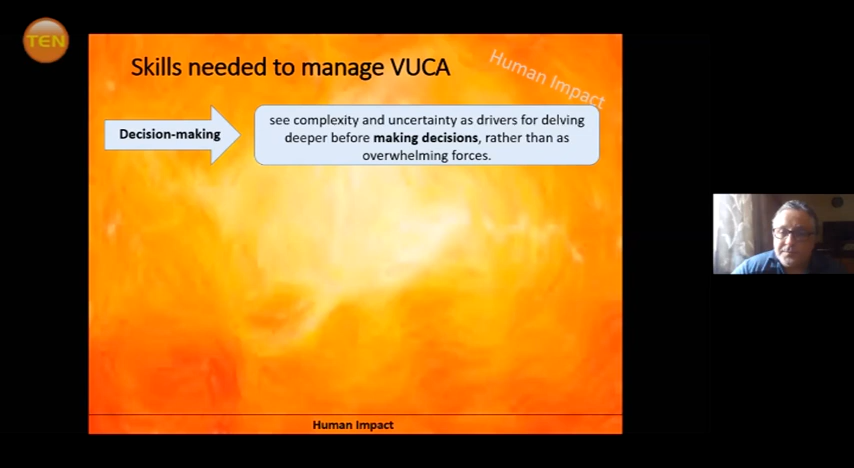 TEN
Skills needed to manage VUCA
Human Impact
Decision-making
see complexity and uncertainty as drivers for delving
deeper before making decisions, rather than as
overwhelming forces.
Human Impact